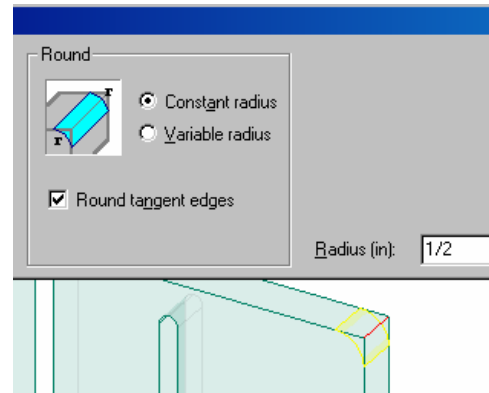 Round
r
Constant radius
r
Variable radius
Round tangent edges
Radius (in):
1/2